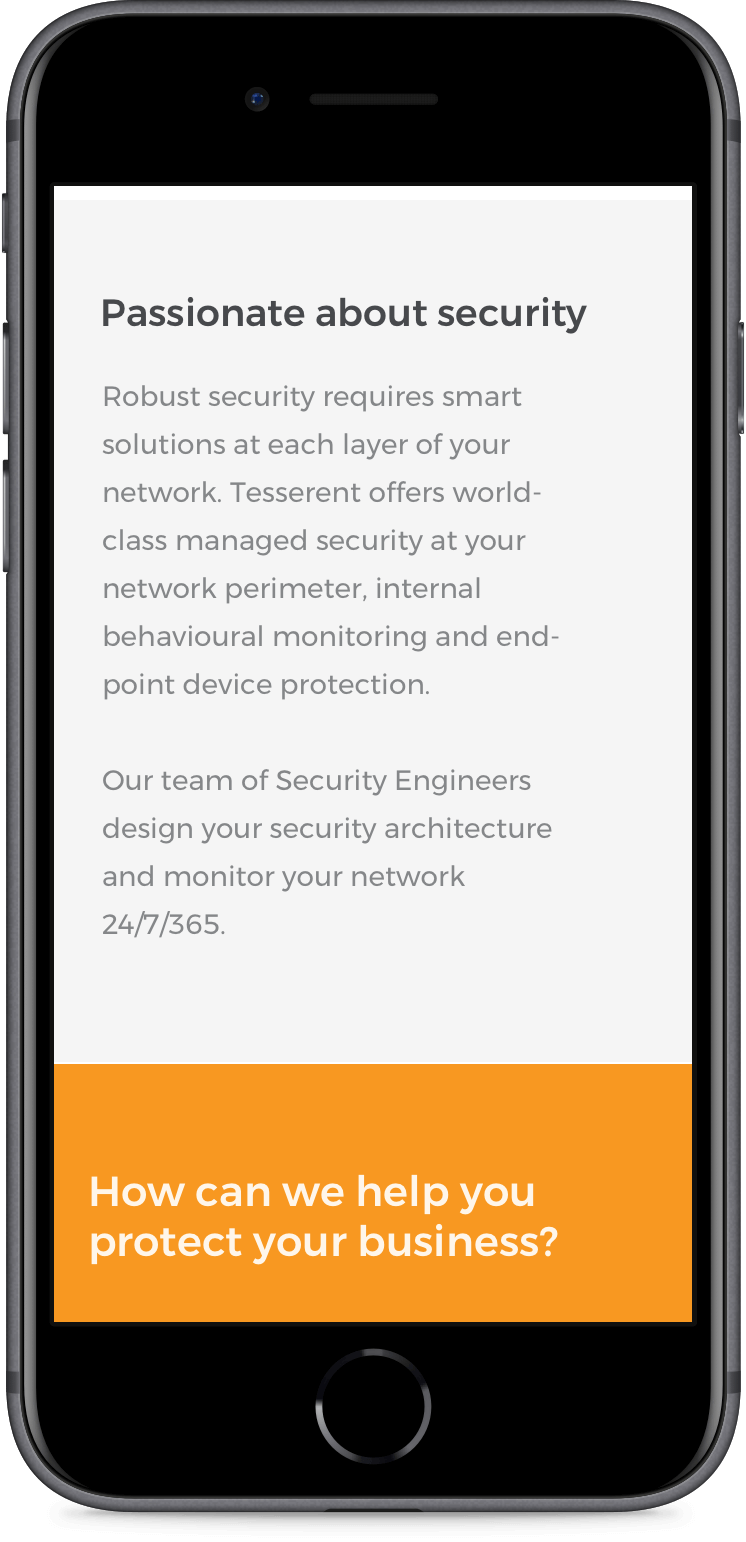 Passionate about security
Robust security requires smart
solutions at each layer of your
network. Tesserent offers world-
class managed security at your
network perimeter, internal
behavioural monitoring and end-
point device protection.
Our team of Security Engineers
design your security architecture
and monitor your network
24/7/365.
How can we help you
protect your business?